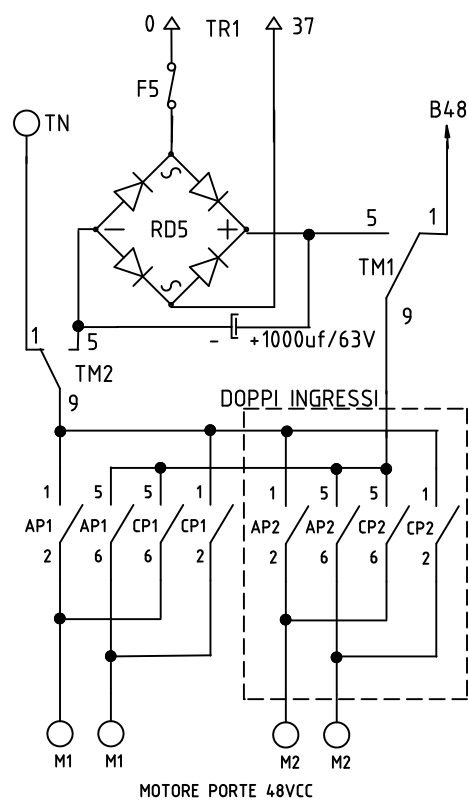 0 TR1 37
F5
TN
B48
RD5
5 1
TM1
9
- +1000uf/63V
1 5
TM2
9
DOPPI INGRESSI
1 5 5 1 1 5 5 1
AP1 AP1 CP1 CP1 AP2 AP2 CP2 CP2
2 6 6 2 2 6 6 2
M1 M1 M2 M2
MOTORE PORTE 48VCC